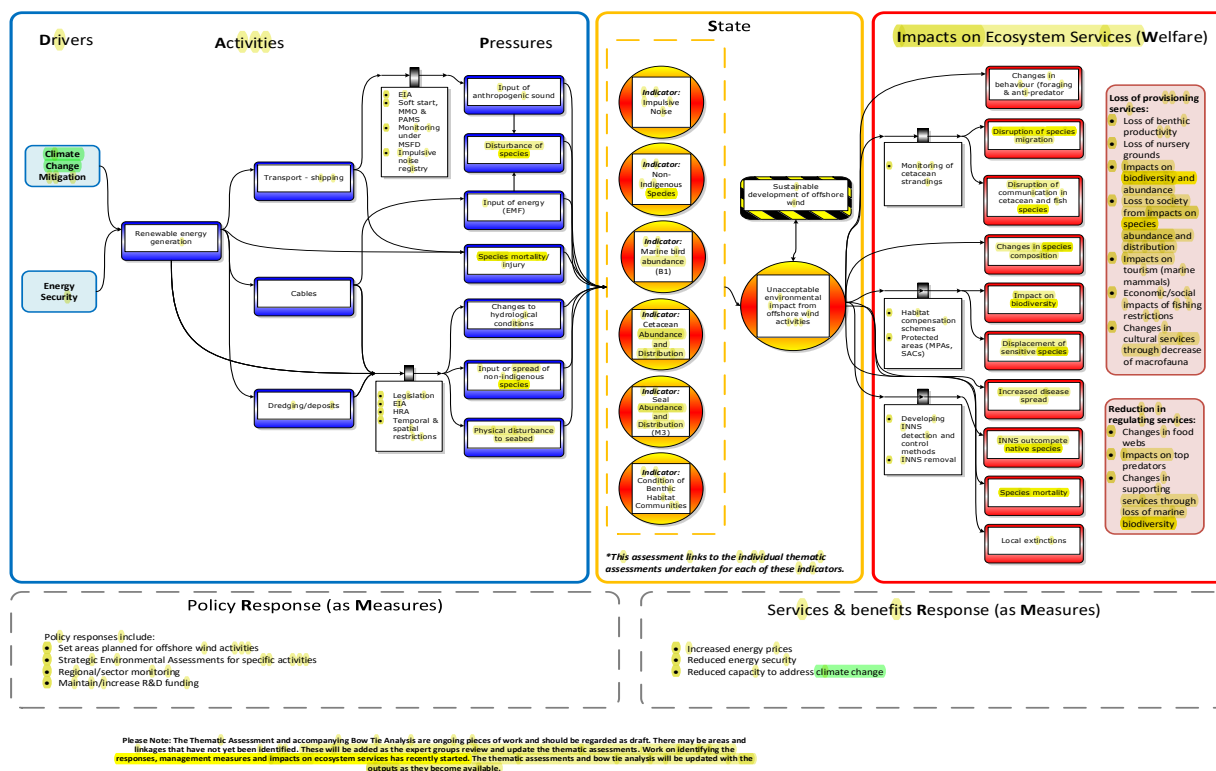 Drivers
Activities
Pressures
Climate
Change
Mitigation
Energy
Security
Renewable energy
generation
Transport - shipping
Cables
Dredging/deposits
EIA
Soft start,
MMO &
PAMS
Monitoring
under
MSFD
Impulsive
noise
registry
Legislation
EIA
HRA
Temporal &
spatial
restrictions
Input of
anthropogenic sound
Disturbance of
species
Input of energy
(EMF)
Species mortality/
injury
Changes to
hydrological
conditions
Input or spread of
non-indigenous
species
Physical disturbance
to seabed
State
Indicator:
Impulsive
Noise
Indicator:
Non-
Indigenous
Species
Indicator:
Marine bird
abundance
(B1)
Indicator:
Cetacean
Abundance
and
Distribution
Indicator:
Seal
Abundance
and
Distribution
(M3)
Indicator:
Condition of
Benthic
Habitat
Communities
Sustainable
development of offshore
wind
Unacceptable
environmental
impact from
offshore wind
activities
*This assessment links to the individual thematic
assessments undertaken for each of these indicators.
Impacts on Ecosystem Services (Welfare)
Monitoring of
cetacean
strandings
Habitat
compensation
schemes
Protected
areas (MPAs,
SACs)
Developing
INNS
detection and
control
methods
INNS removal
Changes in
behaviour (foraging
& anti-predator
Disruption of species
migration
Disruption of
communication in
cetacean and fish
species
Changes in species
composition
Impact on
biodiversity
Displacement of
sensitive species
Increased disease
spread
INNS outcompete
native species
Species mortality
Local extinctions
Loss of provisioning
services:
Loss of benthic
productivity
Loss of nursery
grounds
Impacts on
biodiversity and
abundance
Loss to society
from impacts on
species
abundance and
distribution
Impacts on
tourism (marine
mammals)
Economic/social
impacts of fishing
restrictions
Changes in
cultural services
through decrease
of macrofauna
Reduction in
regulating services:
Changes in food
webs
Impacts on top
predators
Changes in
supporting
services through
loss of marine
biodiversity
Policy Response (as Measures)
Policy responses include:
Set areas planned for offshore wind activities
Strategic Environmental Assessments for specific activities
Regional/sector monitoring
Maintain/increase R&D funding
Services & benefits Response (as Measures)
Increased energy prices
Reduced energy security
Reduced capacity to address climate change
Please Note: The Thematic Assessment and accompanying Bow Tie Analysis are ongoing pieces of work and should be regarded as draft. There may be areas and
linkages that have not yet been identified. These will be added as the expert groups review and update the thematic assessments. Work on identifying the
responses, management measures and impacts on ecosystem services has recently started. The thematic assessments and bow tie analysis will be updated with the
outputs as they become available.